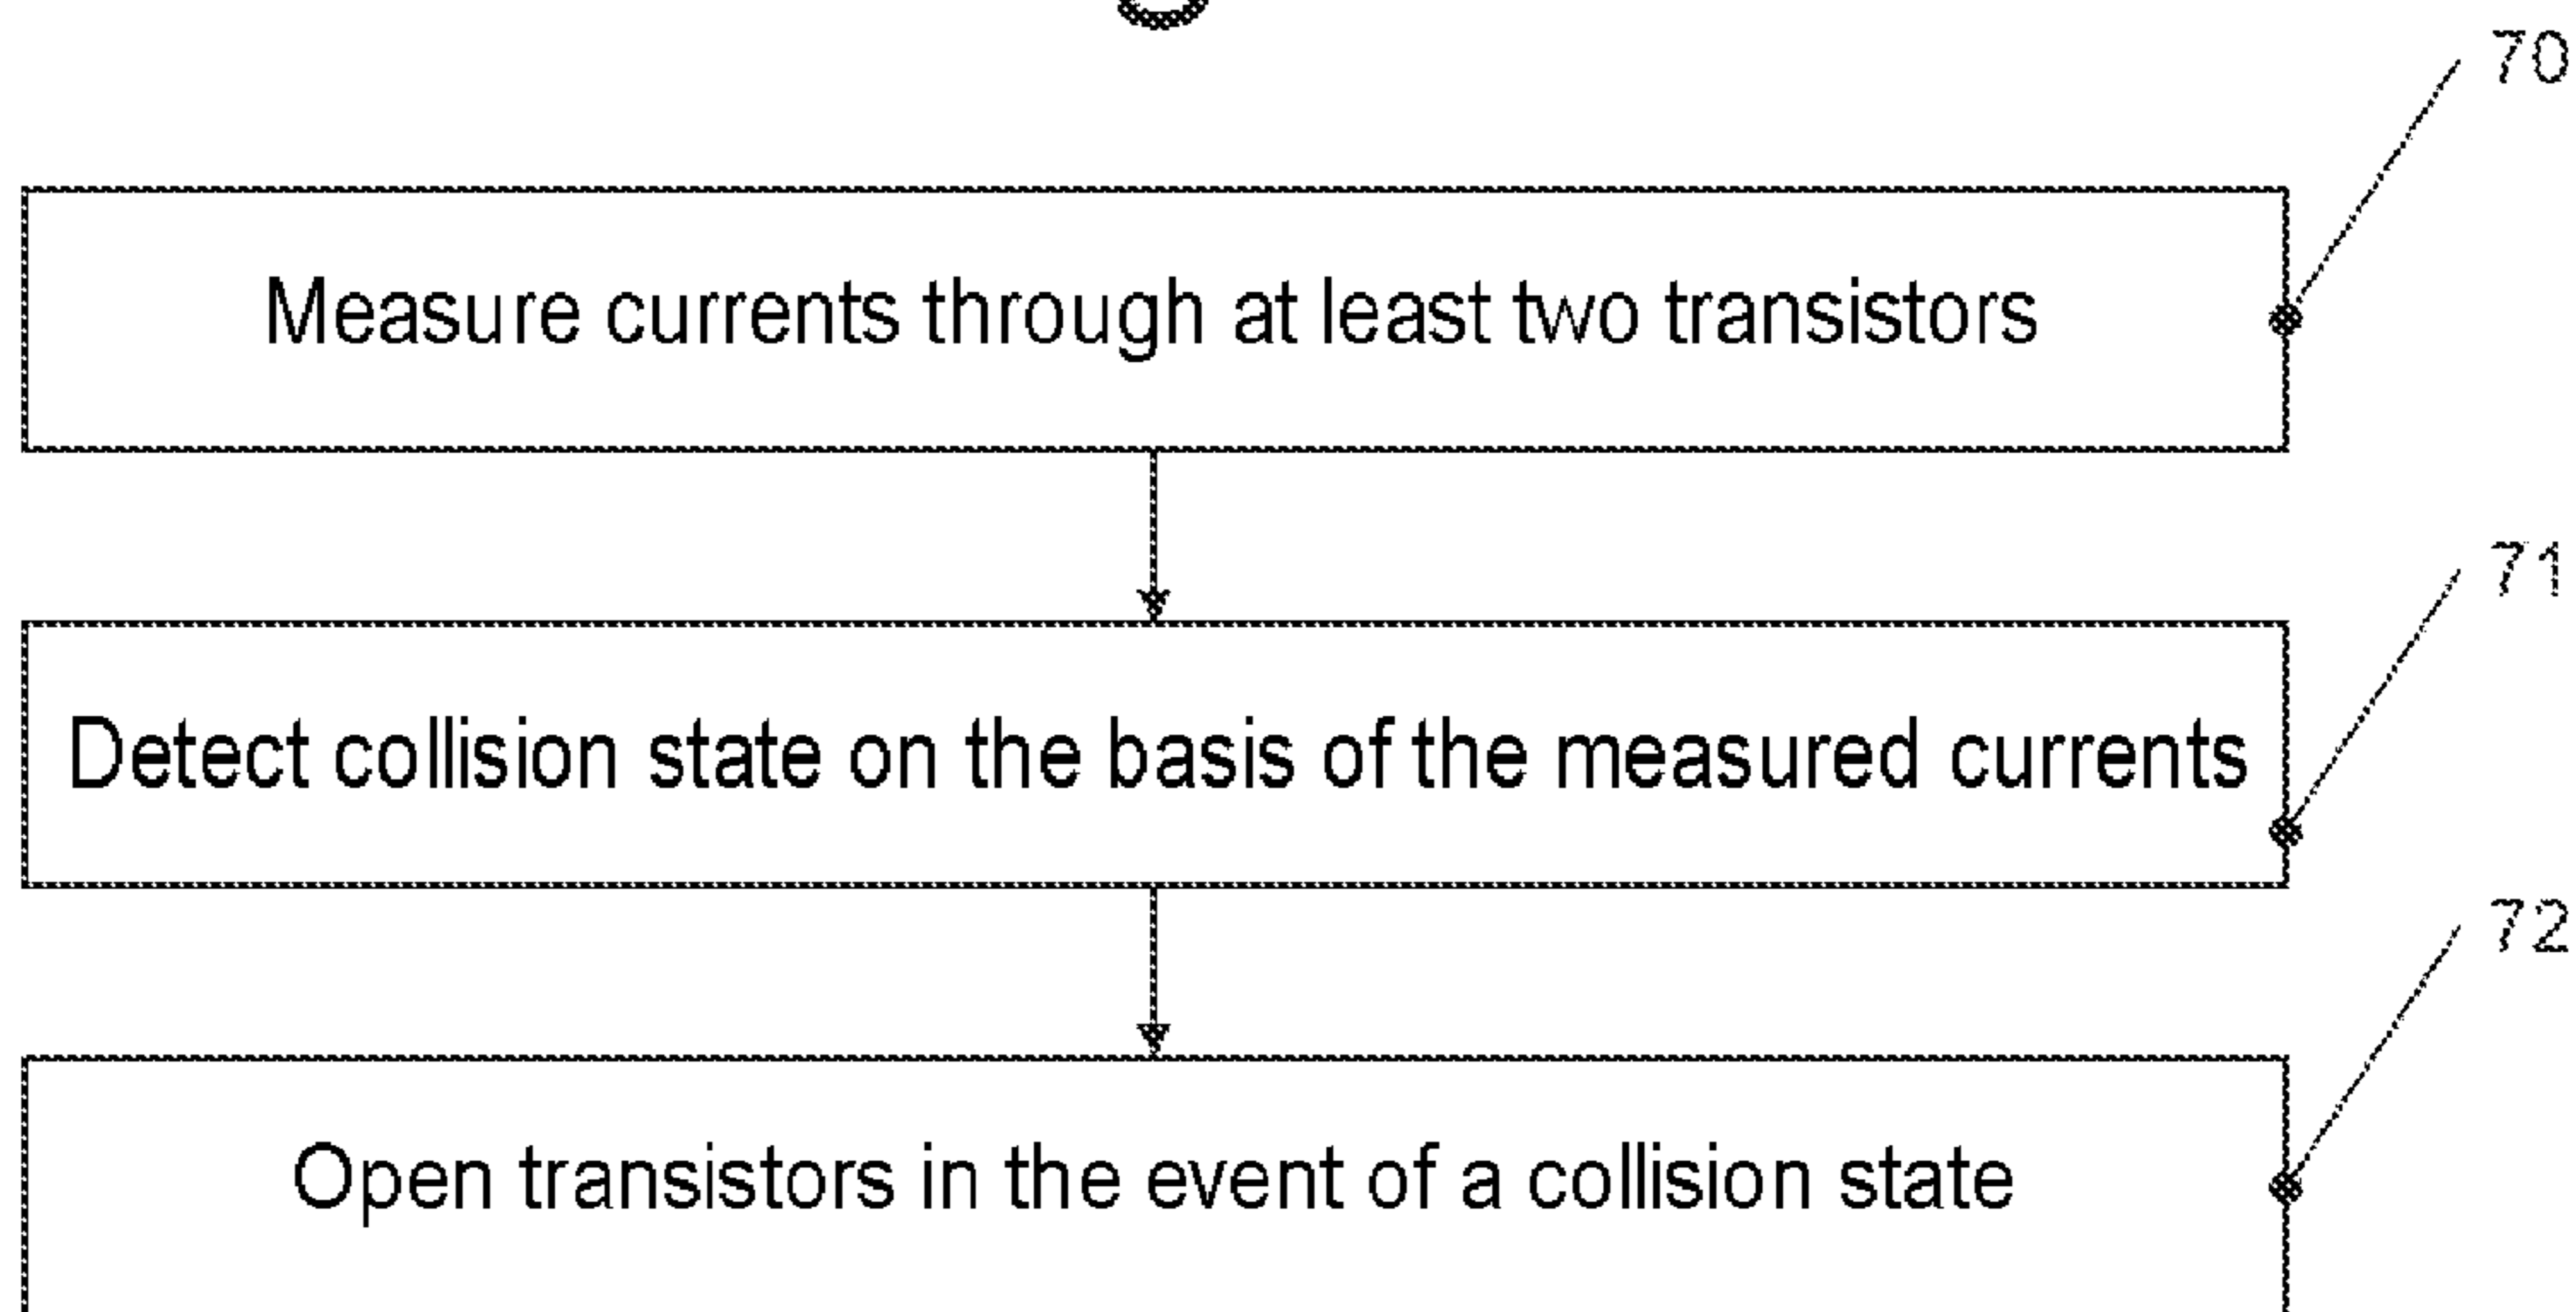 70
Measure currents through at least two transistors
71
Detect collision state on the basis of the measured currents
72
Open transistors in the event of a collision state